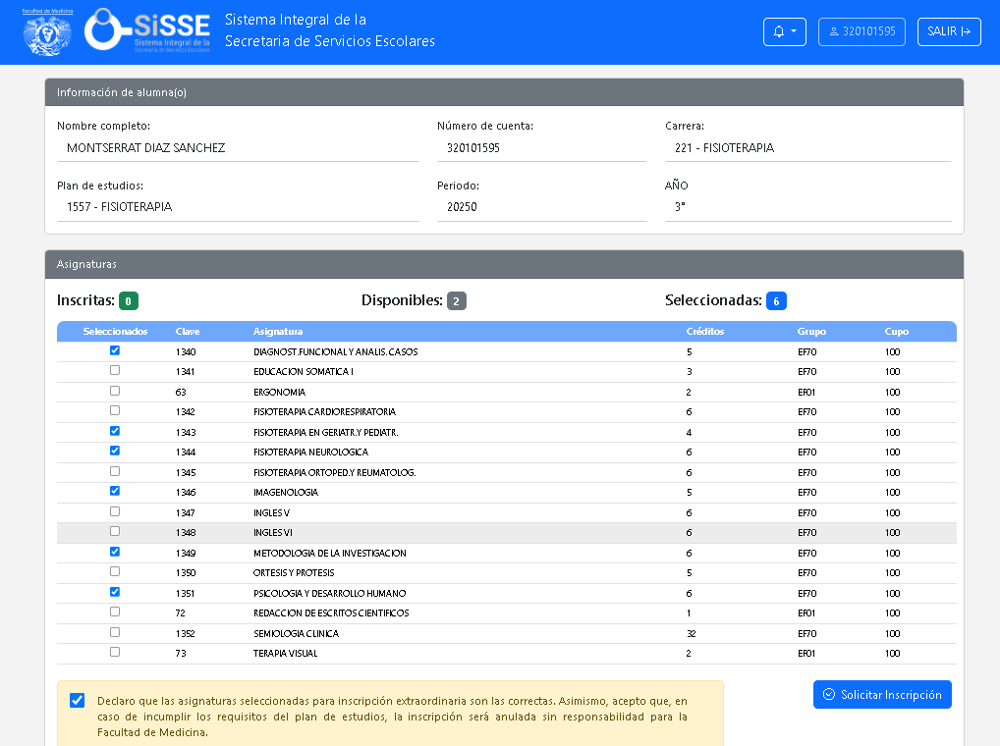 Facultad de Medicina
SiSSE
Sistema Integral de la
Secretaria de Servicios Escolares
Sistema Integral de la
Secretaria de Servicios Escolares
320101595
SALIR
Información de alumna(o)
Nombre completo: Número de cuenta: Carrera:
MONTSERRAT DIAZ SANCHEZ 320101595 221 - FISIOTERAPIA
Plan de estudios: Periodo: AÑO
1557 - FISIOTERAPIA 20250 3°
Asignaturas
Inscritas: 0 Disponibles: 2 Seleccionadas: 6
Seleccionados Clave Asignatura Créditos Grupo Cupo
1340 DIAGNOST.FUNCIONAL Y ANALIS. CASOS 5 EF70 100
1341 EDUCACION SOMATICA I 3 EF70 100
63 ERGONOMIA 2 EF01 100
1342 FISIOTERAPIA CARDIORESPIRATORIA 6 EF70 100
1343 FISIOTERAPIA EN GERIATR.Y PEDIATR. 4 EF70 100
1344 FISIOTERAPIA NEUROLOGICA 6 EF70 100
1345 FISIOTERAPIA ORTOPED.Y REUMATOLOG. 6 EF70 100
1346 IMAGENOLOGIA 5 EF70 100
1347 INGLES V 6 EF70 100
1348 INGLES VI 6 EF70 100
1349 METODOLOGIA DE LA INVESTIGACION 6 EF70 100
1350 ORTESIS Y PROTESIS 5 EF70 100
1351 PSICOLOGIA Y DESARROLLO HUMANO 6 EF70 100
72 REDACCION DE ESCRITOS CIENTIFICOS 1 EF01 100
1352 SEMIOLOGIA CLINICA 32 EF70 100
73 TERAPIA VISUAL 2 EF01 100
Declaro que las asignaturas seleccionadas para inscripción extraordinaria son las correctas. Asimismo, acepto que, en
caso de incumplir los requisitos del plan de estudios, la inscripción será anulada sin responsabilidad para la
Facultad de Medicina.
Solicitar Inscripción